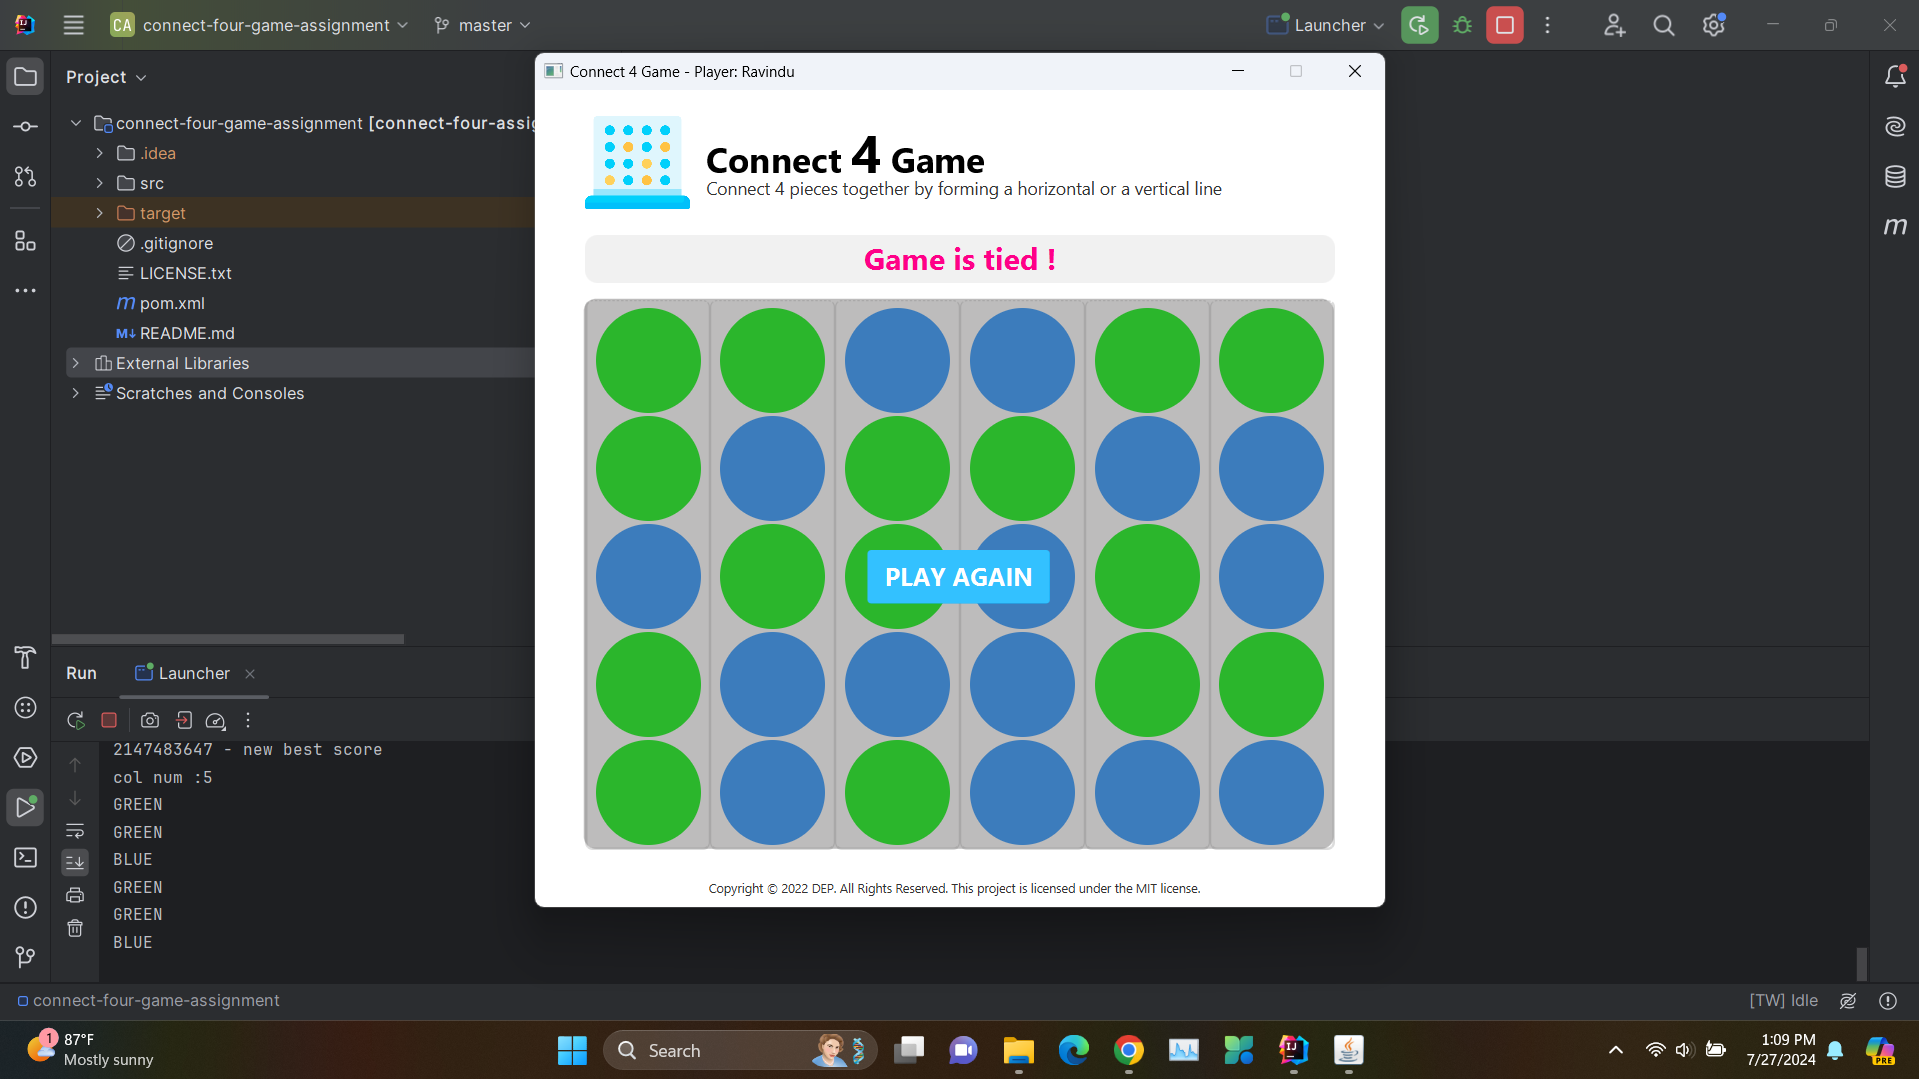 CA connect-four-game-assignment master Launcher
Project
connect-four-game-assignment [connect-four-assig
.idea
src
target
.gitignore
LICENSE.txt
m pom.xml
M↓ README.md
External Libraries
Scratches and Consoles
Connect 4 Game - Player: Ravindu
Connect 4 Game
Connect 4 pieces together by forming a horizontal or a vertical line
Game is tied !
PLAY AGAIN
Copyright © 2022 DEP. All Rights Reserved. This project is licensed under the MIT license.
m
Run Launcher
2147483647 - new best score
col num :5
GREEN
GREEN
BLUE
GREEN
GREEN
BLUE
connect-four-game-assignment [TW] Idle
1 87°F
Mostly sunny
Search
1:09 PM
7/27/2024
PRE